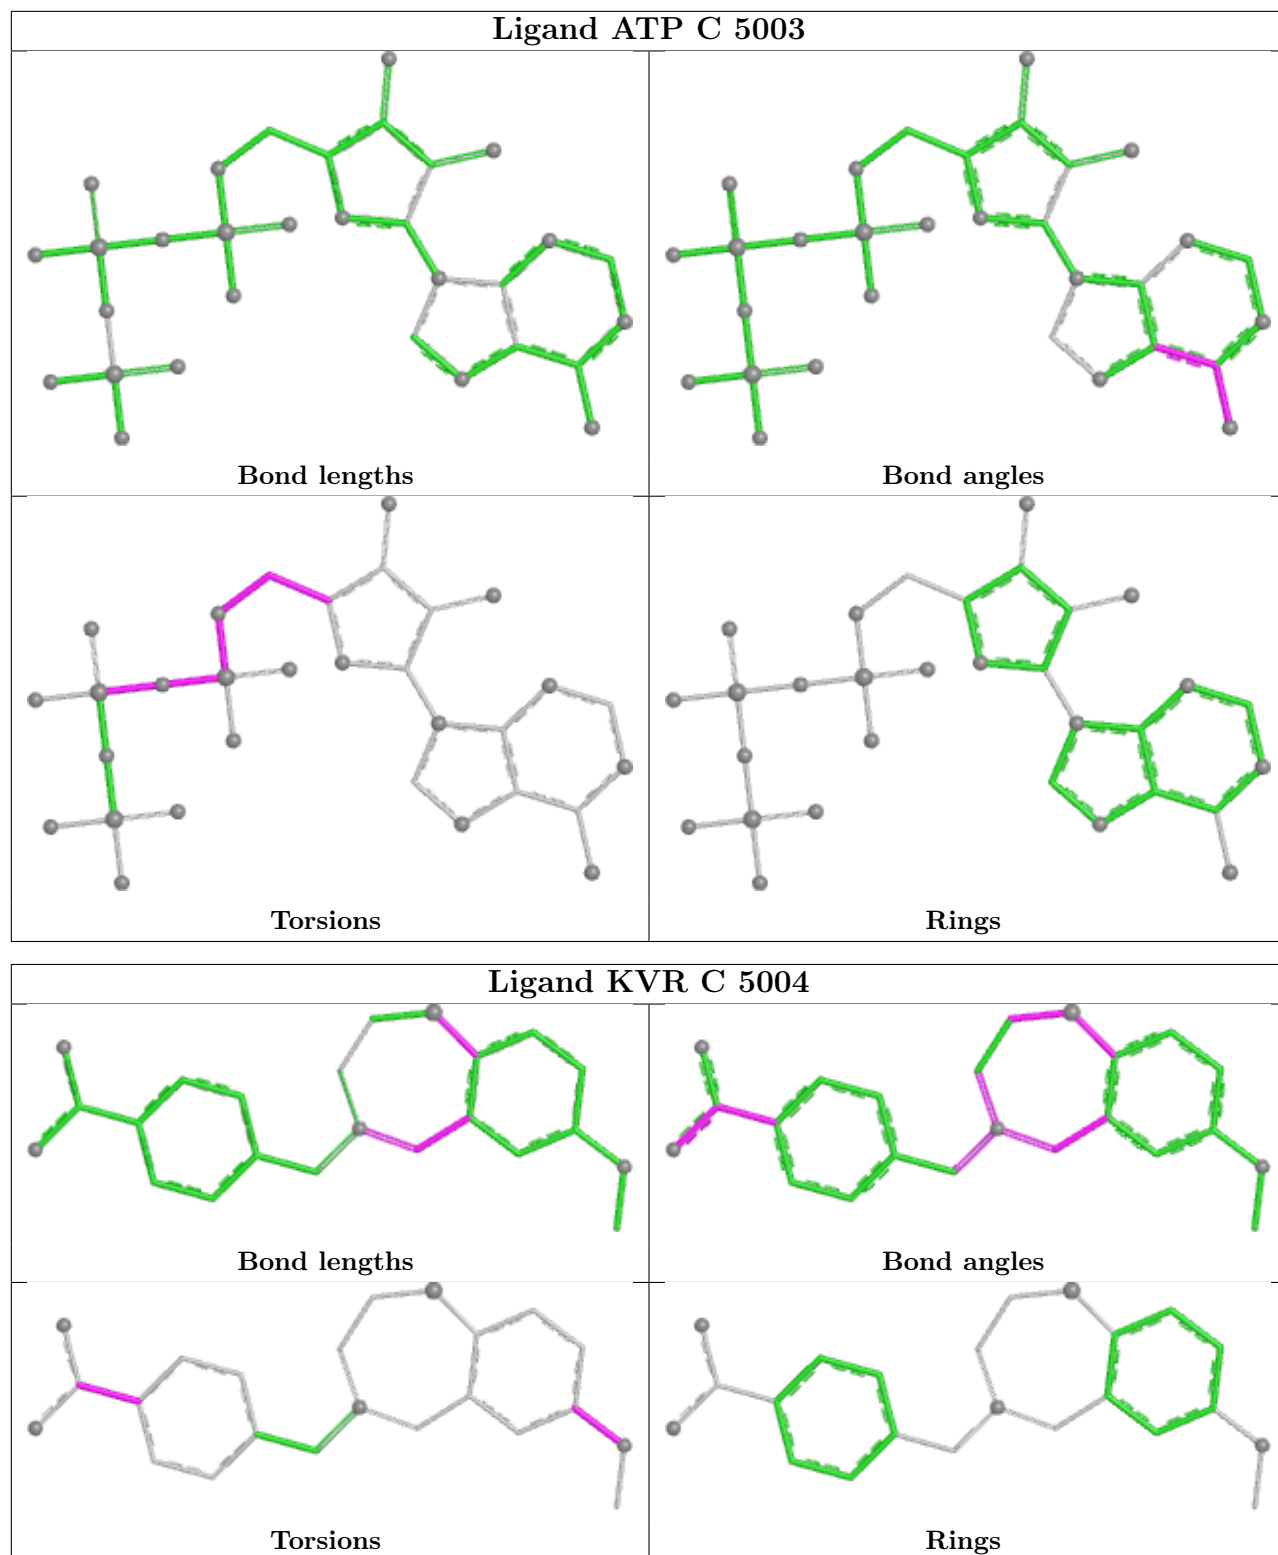 Ligand ATP C 5003
Bond lengths
Bond angles
Torsions
Rings
Ligand KVR C 5004
Bond lengths
Bond angles
Torsions
Rings